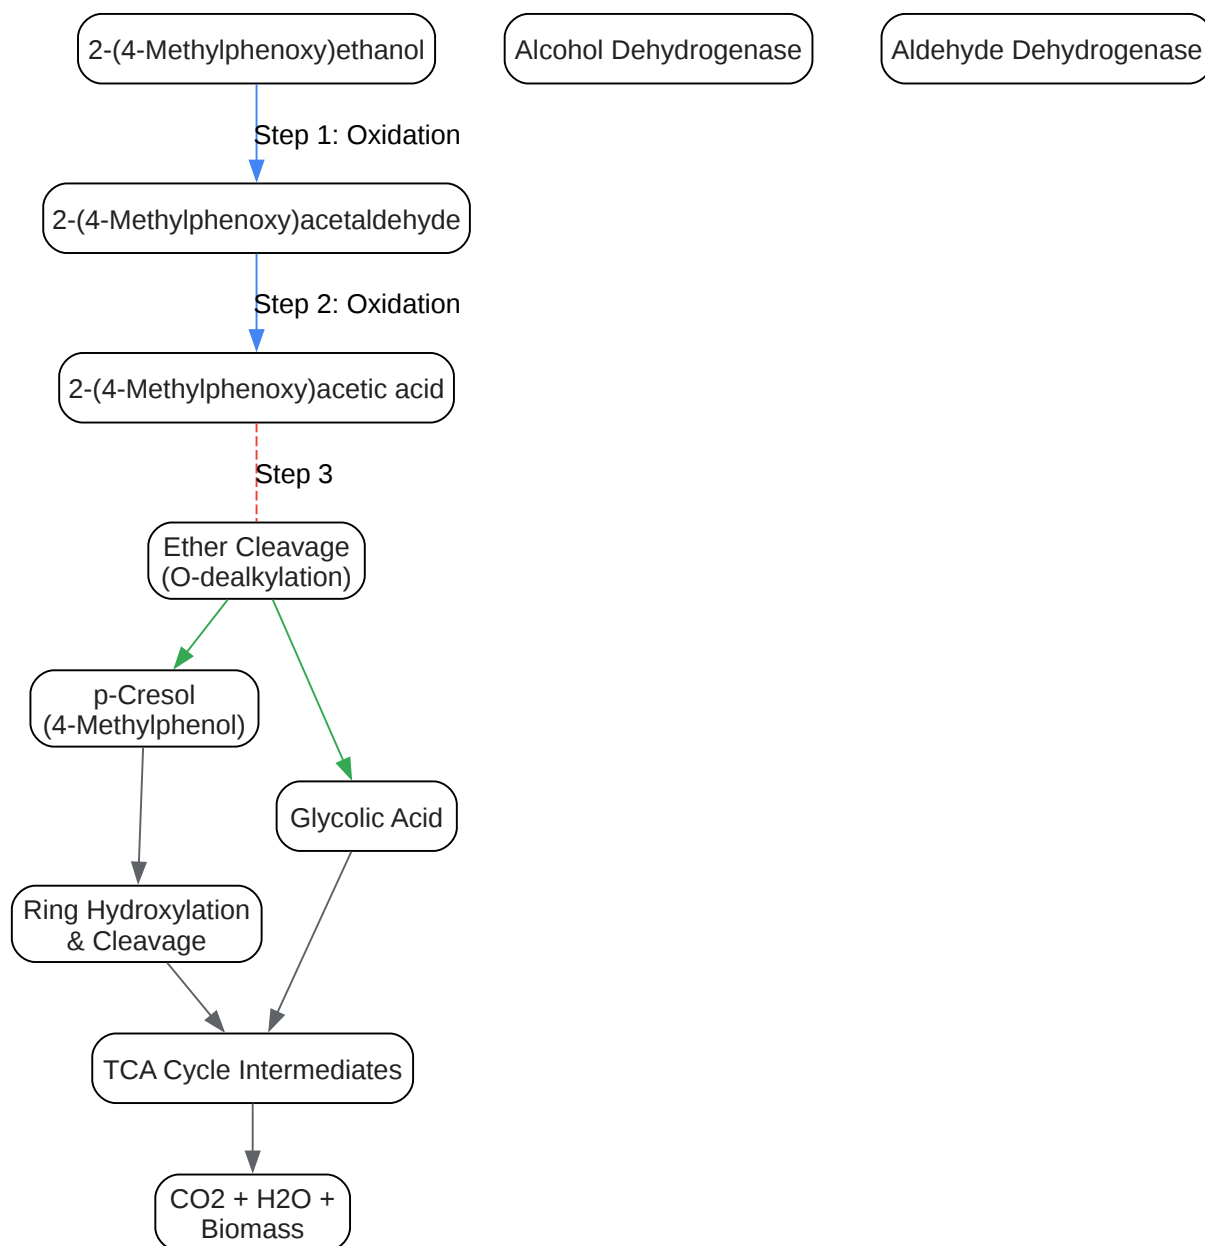 2-(4-Methylphenoxy)ethanol
Alcohol Dehydrogenase
Aldehyde Dehydrogenase
Step 1: Oxidation
2-(4-Methylphenoxy)acetaldehyde
Step 2: Oxidation
2-(4-Methylphenoxy)acetic acid
Step 3
Ether Cleavage
(O-dealkylation)
p-Cresol
(4-Methylphenol)
Glycolic Acid
Ring Hydroxylation
& Cleavage
TCA Cycle Intermediates
CO2 + H2O +
Biomass